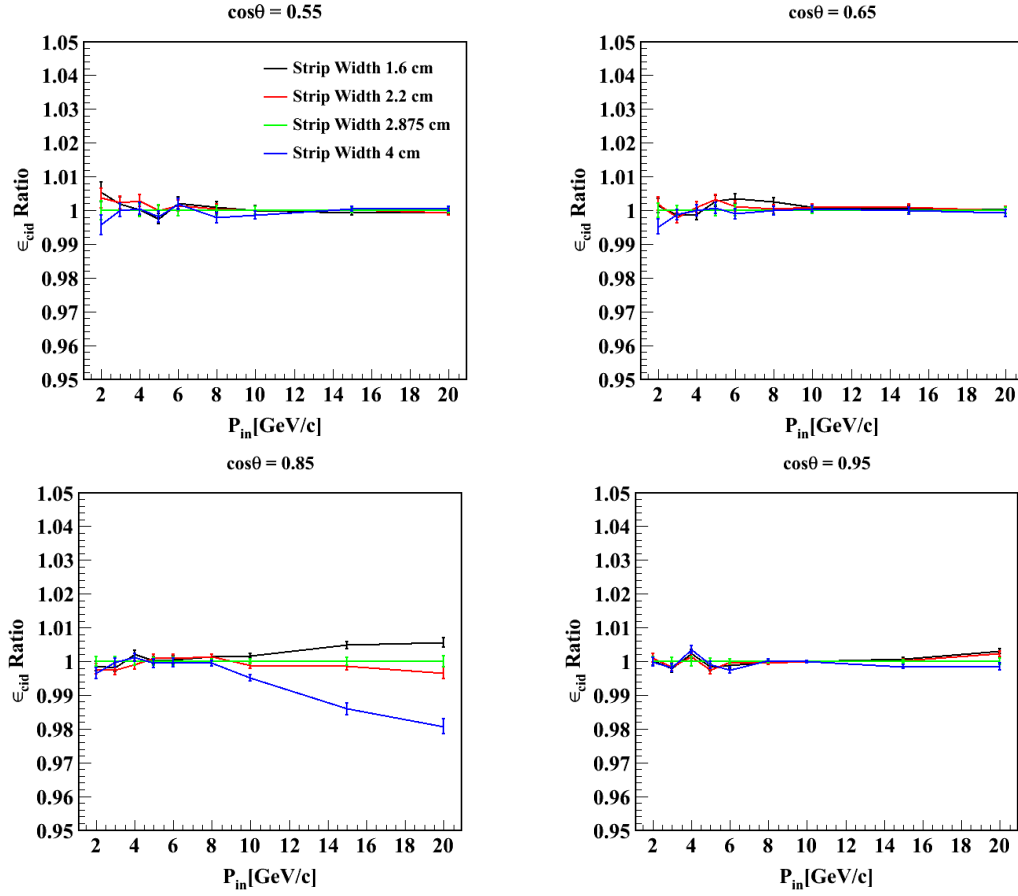 cosθ = 0.55
1.05
1.04
1.03
1.02
1.01
1
0.99
0.98
0.97
0.96
0.95
ϵcid Ratio
Strip Width 1.6 cm
Strip Width 2.2 cm
Strip Width 2.875 cm
Strip Width 4 cm
2 4 6 8 10 12 14 16 18 20
Pin[GeV/c]
cosθ = 0.65
1.05
1.04
1.03
1.02
1.01
1
0.99
0.98
0.97
0.96
0.95
ϵcid Ratio
2 4 6 8 10 12 14 16 18 20
Pin[GeV/c]
cosθ = 0.85
1.05
1.04
1.03
1.02
1.01
1
0.99
0.98
0.97
0.96
0.95
ϵcid Ratio
2 4 6 8 10 12 14 16 18 20
Pin[GeV/c]
cosθ = 0.95
1.05
1.04
1.03
1.02
1.01
1
0.99
0.98
0.97
0.96
0.95
ϵcid Ratio
2 4 6 8 10 12 14 16 18 20
Pin[GeV/c]